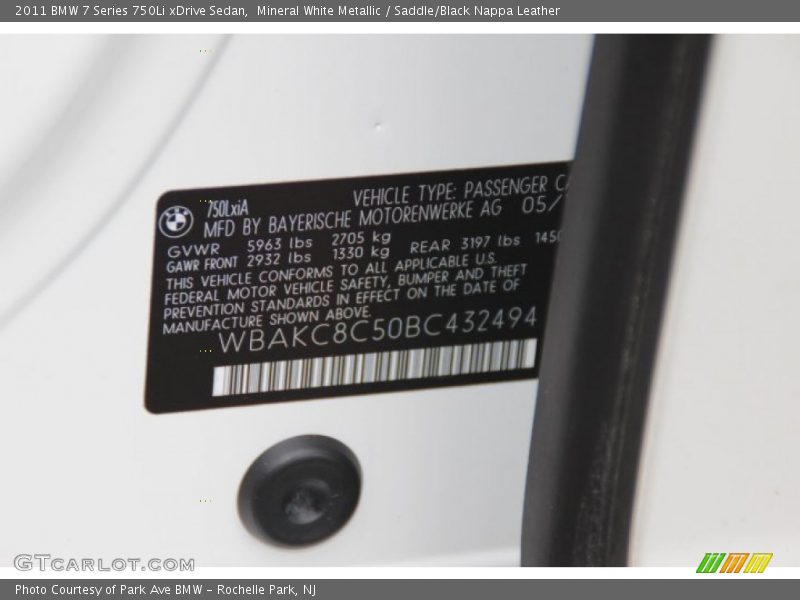 2011 BMW 7 Series 750Li xDrive Sedan,  Mineral White Metallic / Saddle/Black Nappa Leather
BMW
750LxiA
VEHICLE TYPE: PASSENGER
MFD BY BAYERISCHE MOTORENWERKE AG 05/
GVWR 5963 lbs 2705 kg
GAWR FRONT 2932 lbs 1330 kg REAR 3197 lbs 1450
THIS VEHICLE CONFORMS TO ALL APPLICABLE U.S.
FEDERAL MOTOR VEHICLE SAFETY, BUMPER AND THEFT
PREVENTION STANDARDS IN EFFECT ON THE DATE OF
MANUFACTURE SHOWN ABOVE.
WBAKC8C50BC432494
GTCARLOT.COM
Photo Courtesy of Park Ave BMW - Rochelle Park, NJ